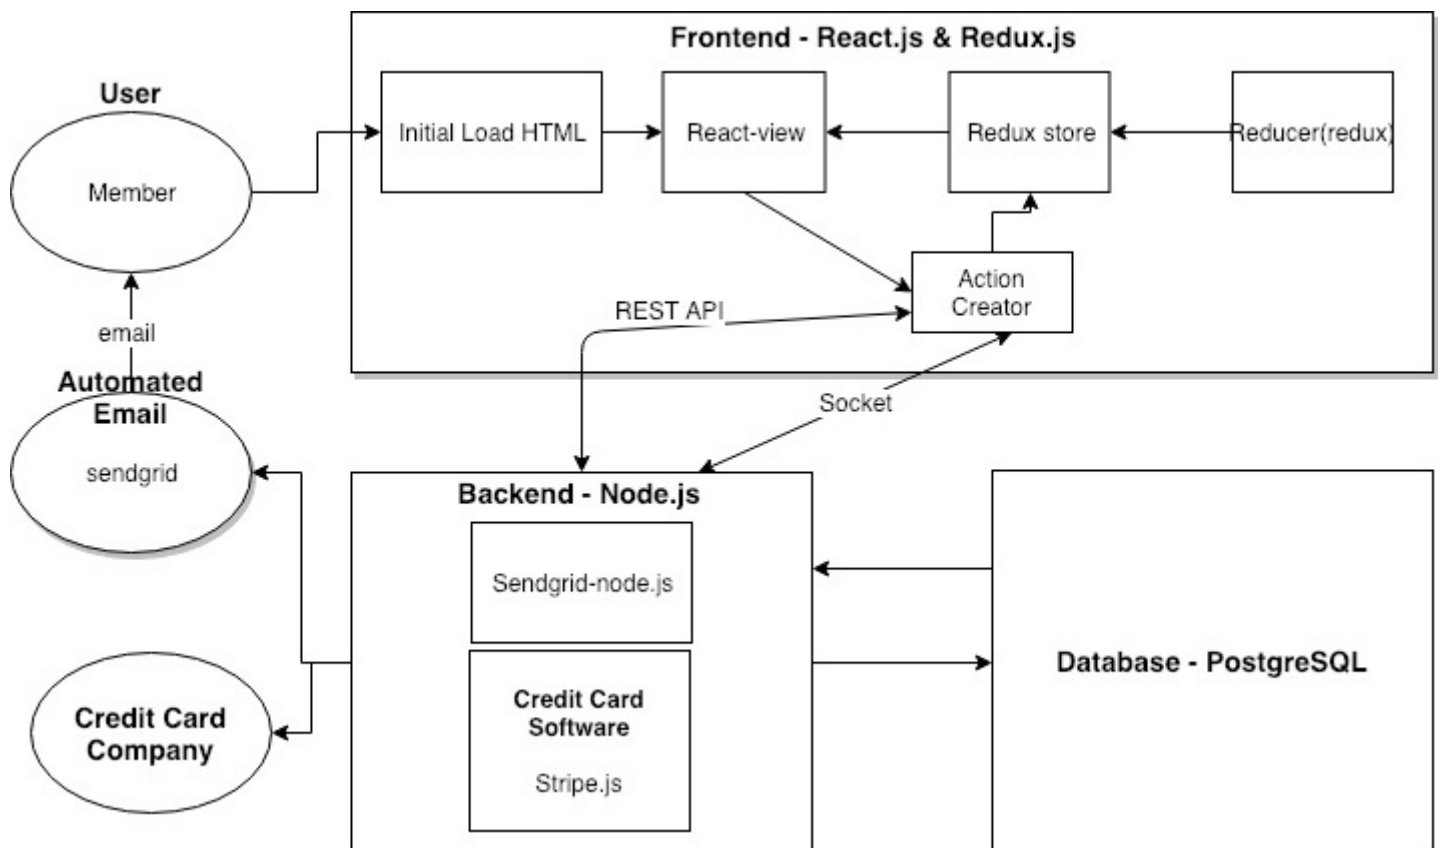 Frontend - React.js & Redux.js
User
Initial Load HTML
React-view
Redux store
Reducer(redux)
Member
Action
Creator
REST API
email
Automated
Email
Socket
sendgrid
Backend - Node.js
Sendgrid-node.js
Database - PostgreSQL
Credit Card
Software
Stripe.js
Credit Card
Company